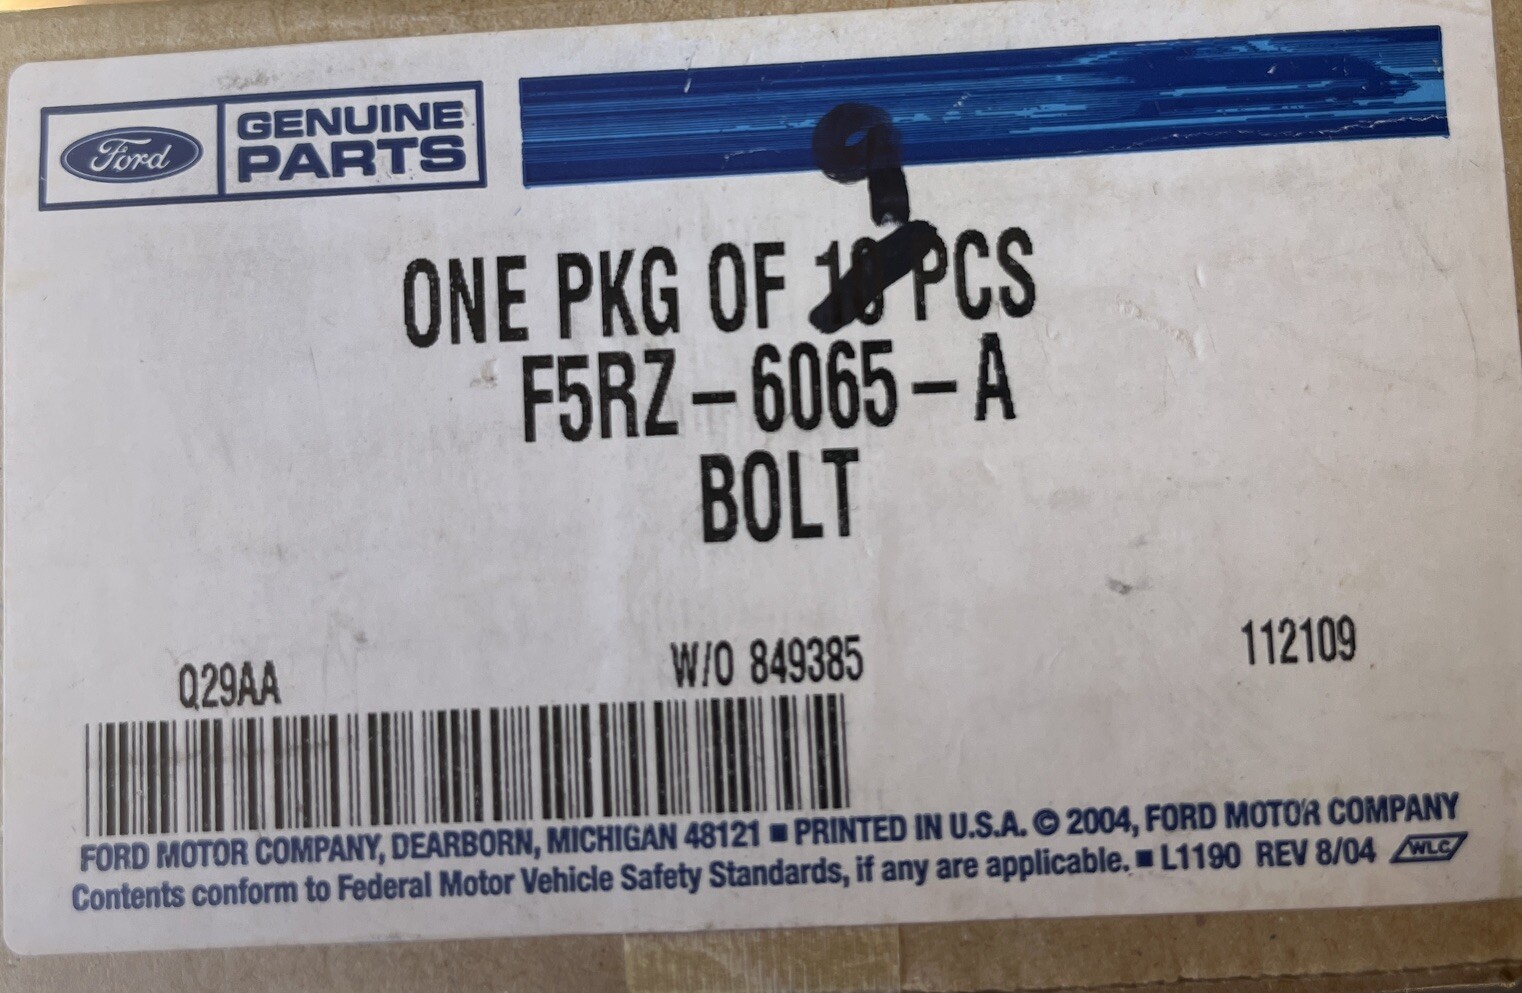 Ford
GENUINE
PARTS
9
ONE PKG OF 10 PCS
F5RZ-6065-A
BOLT
Q29AA
W/O 849385
112109
FORD MOTOR COMPANY, DEARBORN, MICHIGAN 48121 ■ PRINTED IN U.S.A. © 2004, FORD MOTOR COMPANY
Contents conform to Federal Motor Vehicle Safety Standards, if any are applicable. ■ L1190 REV 8/04 WLC